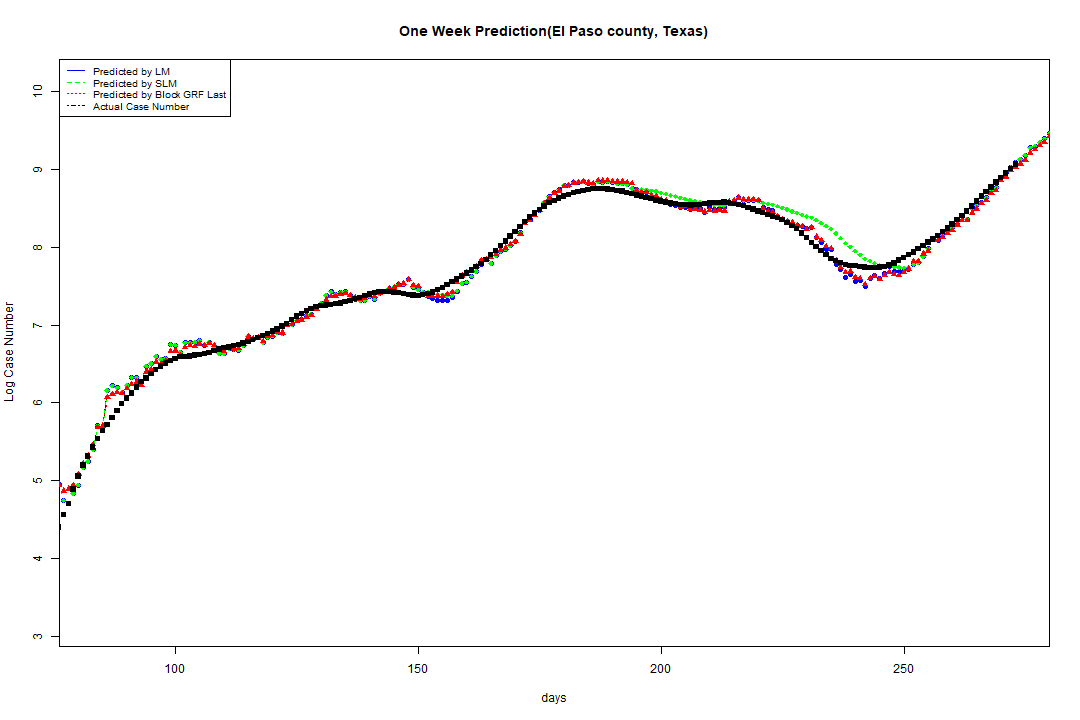 One Week Prediction(El Paso county, Texas)
Predicted by LM
Predicted by SLM
Predicted by Block GRF Last
Actual Case Number
10
9
8
7
6
5
4
3
Log Case Number
100 150 200 250
days